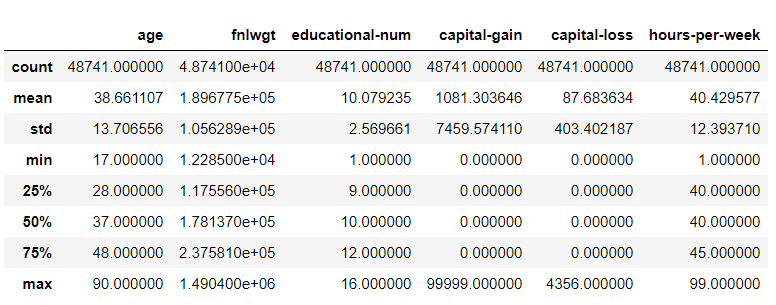 age fnlwgt educational-num capital-gain capital-loss hours-per-week
count 48741.000000 4.874100e+04 48741.000000 48741.000000 48741.000000 48741.000000
mean 38.661107 1.896775e+05 10.079235 1081.303646 87.683634 40.429577
std 13.706556 1.056289e+05 2.569661 7459.574110 403.402187 12.393710
min 17.000000 1.228500e+04 1.000000 0.000000 0.000000 1.000000
25% 28.000000 1.175560e+05 9.000000 0.000000 0.000000 40.000000
50% 37.000000 1.781370e+05 10.000000 0.000000 0.000000 40.000000
75% 48.000000 2.375810e+05 12.000000 0.000000 0.000000 45.000000
max 90.000000 1.490400e+06 16.000000 99999.000000 4356.000000 99.000000